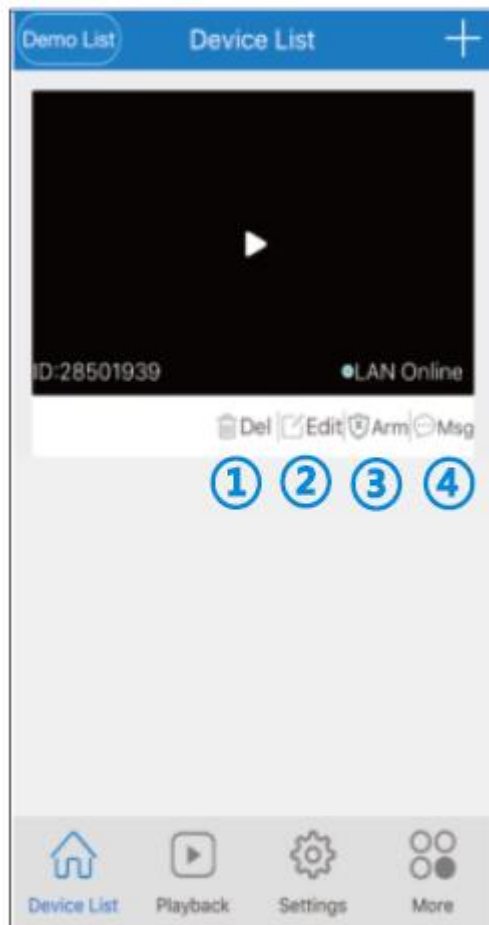 Demo List Device List +
ID:28501939 LAN Online
Del Edit Arm Msg
① ② ③ ④
Device List Playback Settings More